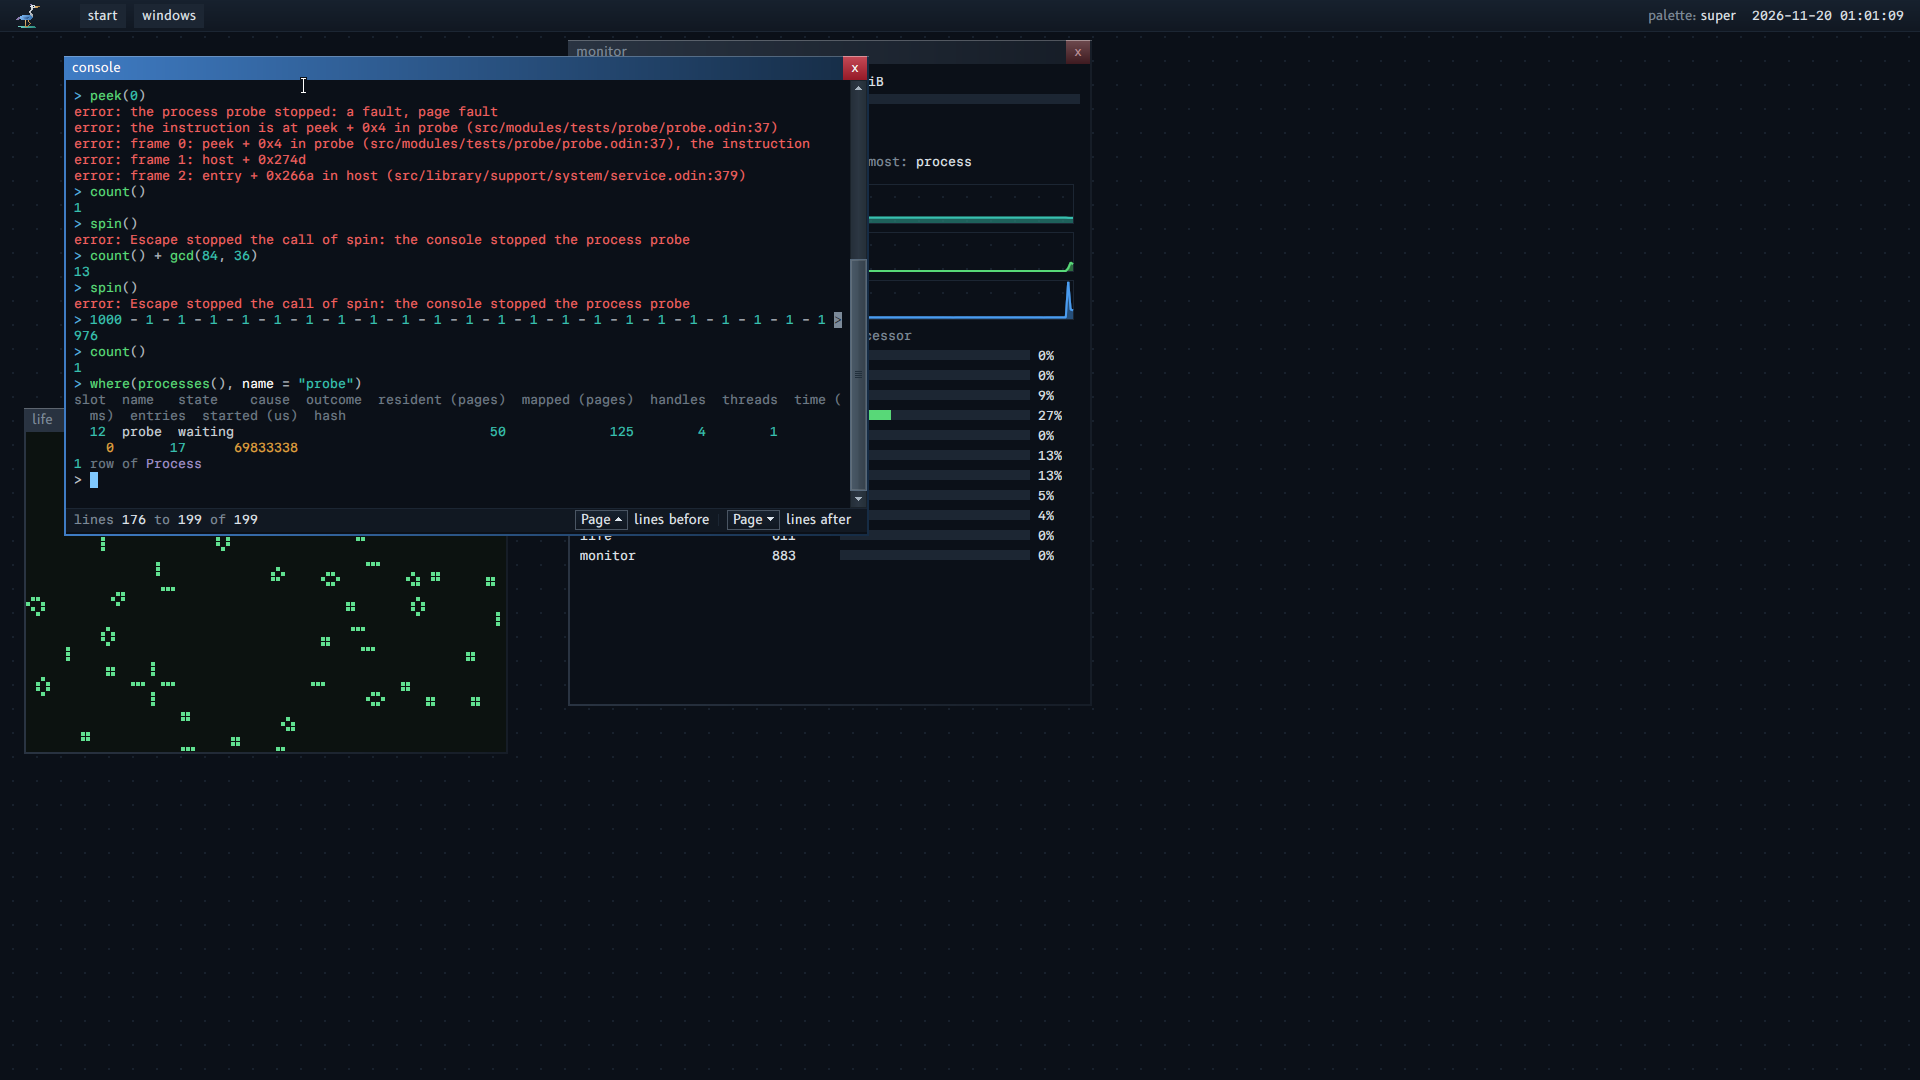 start windows palette: super 2026-11-20 01:01:09
monitor x
console x
iB
> peek(0)
error: the process probe stopped: a fault, page fault
error: the instruction is at peek + 0x4 in probe (src/modules/tests/probe/probe.odin:37)
error: frame 0: peek + 0x4 in probe (src/modules/tests/probe/probe.odin:37), the instruction
error: frame 1: host + 0x274d
error: frame 2: entry + 0x266a in host (src/library/support/system/service.odin:379)
> count()
1
> spin()
error: Escape stopped the call of spin: the console stopped the process probe
> count() + gcd(84, 36)
13
> spin()
error: Escape stopped the call of spin: the console stopped the process probe
> 1000 - 1 - 1 - 1 - 1 - 1 - 1 - 1 - 1 - 1 - 1 - 1 - 1 - 1 - 1 - 1 - 1 - 1 - 1 - 1 - 1 - 1 - 1 >
976
> count()
1
> where(processes(), name = "probe")
slot name state cause outcome resident (pages) mapped (pages) handles threads time (
ms) entries started (us) hash
12 probe waiting 50 125 4 1
0 17 69833338
1 row of Process
>
lines 176 to 199 of 199 Page lines before Page lines after
most: process
cessor
0%
0%
9%
27%
0%
13%
13%
5%
4%
0%
monitor 883 0%
life